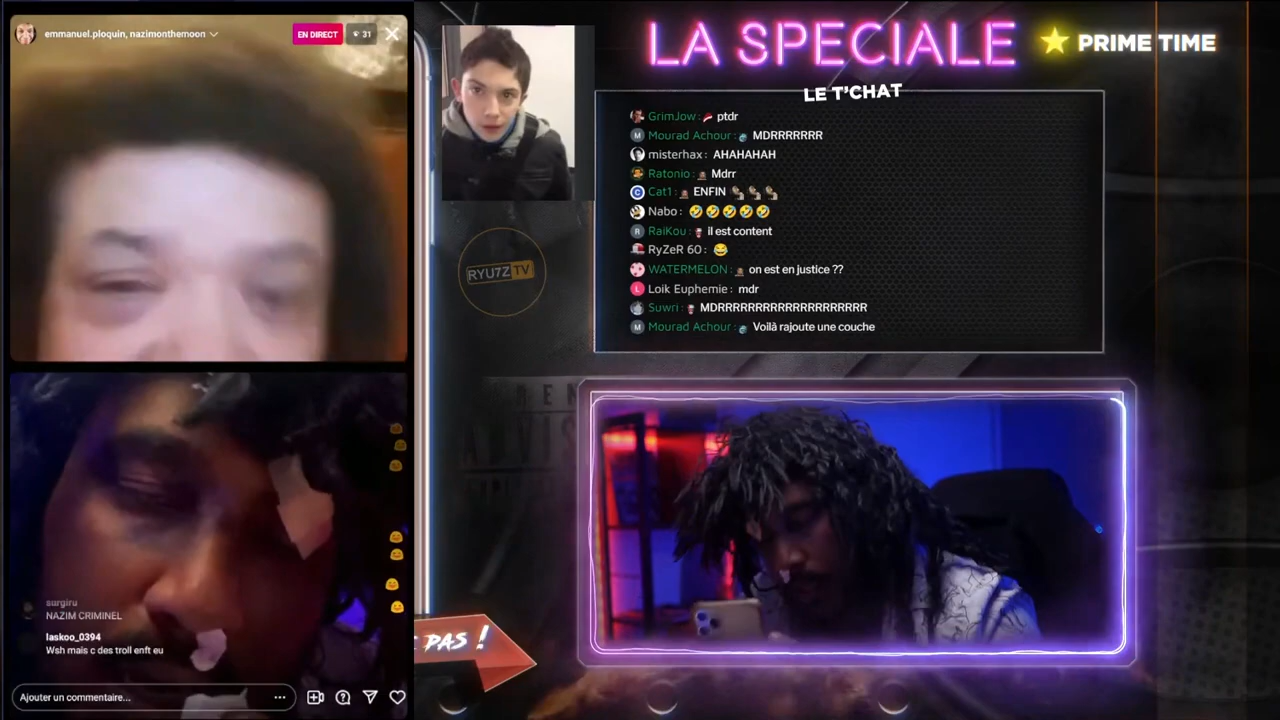 emmanuel.ploquin, nazimonthemoon
EN DIRECT
31
LA SPECIALE
PRIME TIME
LE T'CHAT
GrimJow : ptdr
Mourad Achour : MDRRRRRRR
misterhax : AHAHAHAH
Ratonio : Mdrr
Cat1 : ENFIN
Nabo : 🤣🤣🤣🤣🤣
RaiKou : il est content
RyZeR 60 : 😂
WATERMELON : on est en justice ??
Loik Euphemie : mdr
Suwri : MDRRRRRRRRRRRRRRRRRRR
Mourad Achour : Voilà rajoute une couche
RYU7Z TV
surgiru
NAZIM CRIMINEL
laskoo_0394
Wsh mais c des troll enft eu
PAS !
Ajouter un commentaire...